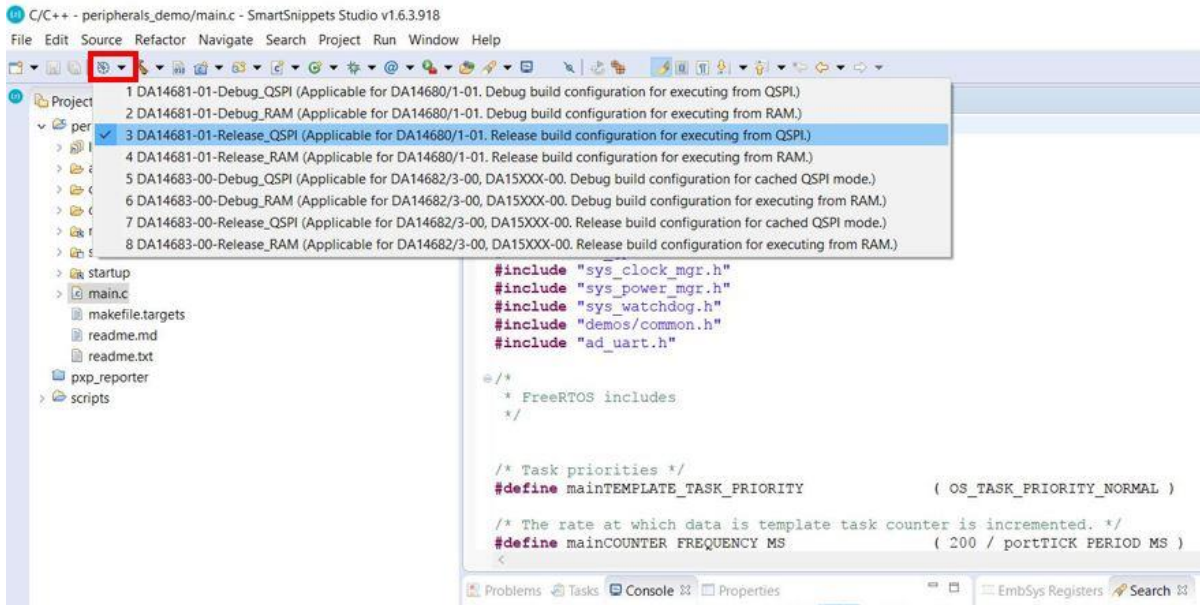 C/C++ - peripherals_demo/main.c - SmartSnippets Studio v1.6.3.918
File Edit Source Refactor Navigate Search Project Run Window Help
Project
1 DA14681-01-Debug_QSPI (Applicable for DA14680/1-01. Debug build configuration for executing from QSPI.)
2 DA14681-01-Debug_RAM (Applicable for DA14680/1-01. Debug build configuration for executing from RAM.)
3 DA14681-01-Release_QSPI (Applicable for DA14680/1-01. Release build configuration for executing from QSPI.)
4 DA14681-01-Release_RAM (Applicable for DA14680/1-01. Release build configuration for executing from RAM.)
5 DA14683-00-Debug_QSPI (Applicable for DA14682/3-00, DA15XXX-00. Debug build configuration for cached QSPI mode.)
6 DA14683-00-Debug_RAM (Applicable for DA14682/3-00, DA15XXX-00. Debug build configuration for executing from RAM.)
7 DA14683-00-Release_QSPI (Applicable for DA14682/3-00, DA15XXX-00. Release build configuration for cached QSPI mode.)
8 DA14683-00-Release_RAM (Applicable for DA14682/3-00, DA15XXX-00. Release build configuration for executing from RAM.)
per
startup
main.c
makefile.targets
readme.md
readme.txt
pxp_reporter
scripts
#include "sys_clock_mgr.h"
#include "sys_power_mgr.h"
#include "sys_watchdog.h"
#include "demos/common.h"
#include "ad_uart.h"
/*
* FreeRTOS includes
*/
/* Task priorities */
#define mainTEMPLATE_TASK_PRIORITY ( OS_TASK_PRIORITY_NORMAL )
/* The rate at which data is template task counter is incremented. */
#define mainCOUNTER_FREQUENCY_MS ( 200 / portTICK_PERIOD_MS )
Problems Tasks Console Properties
EmbSys Registers Search